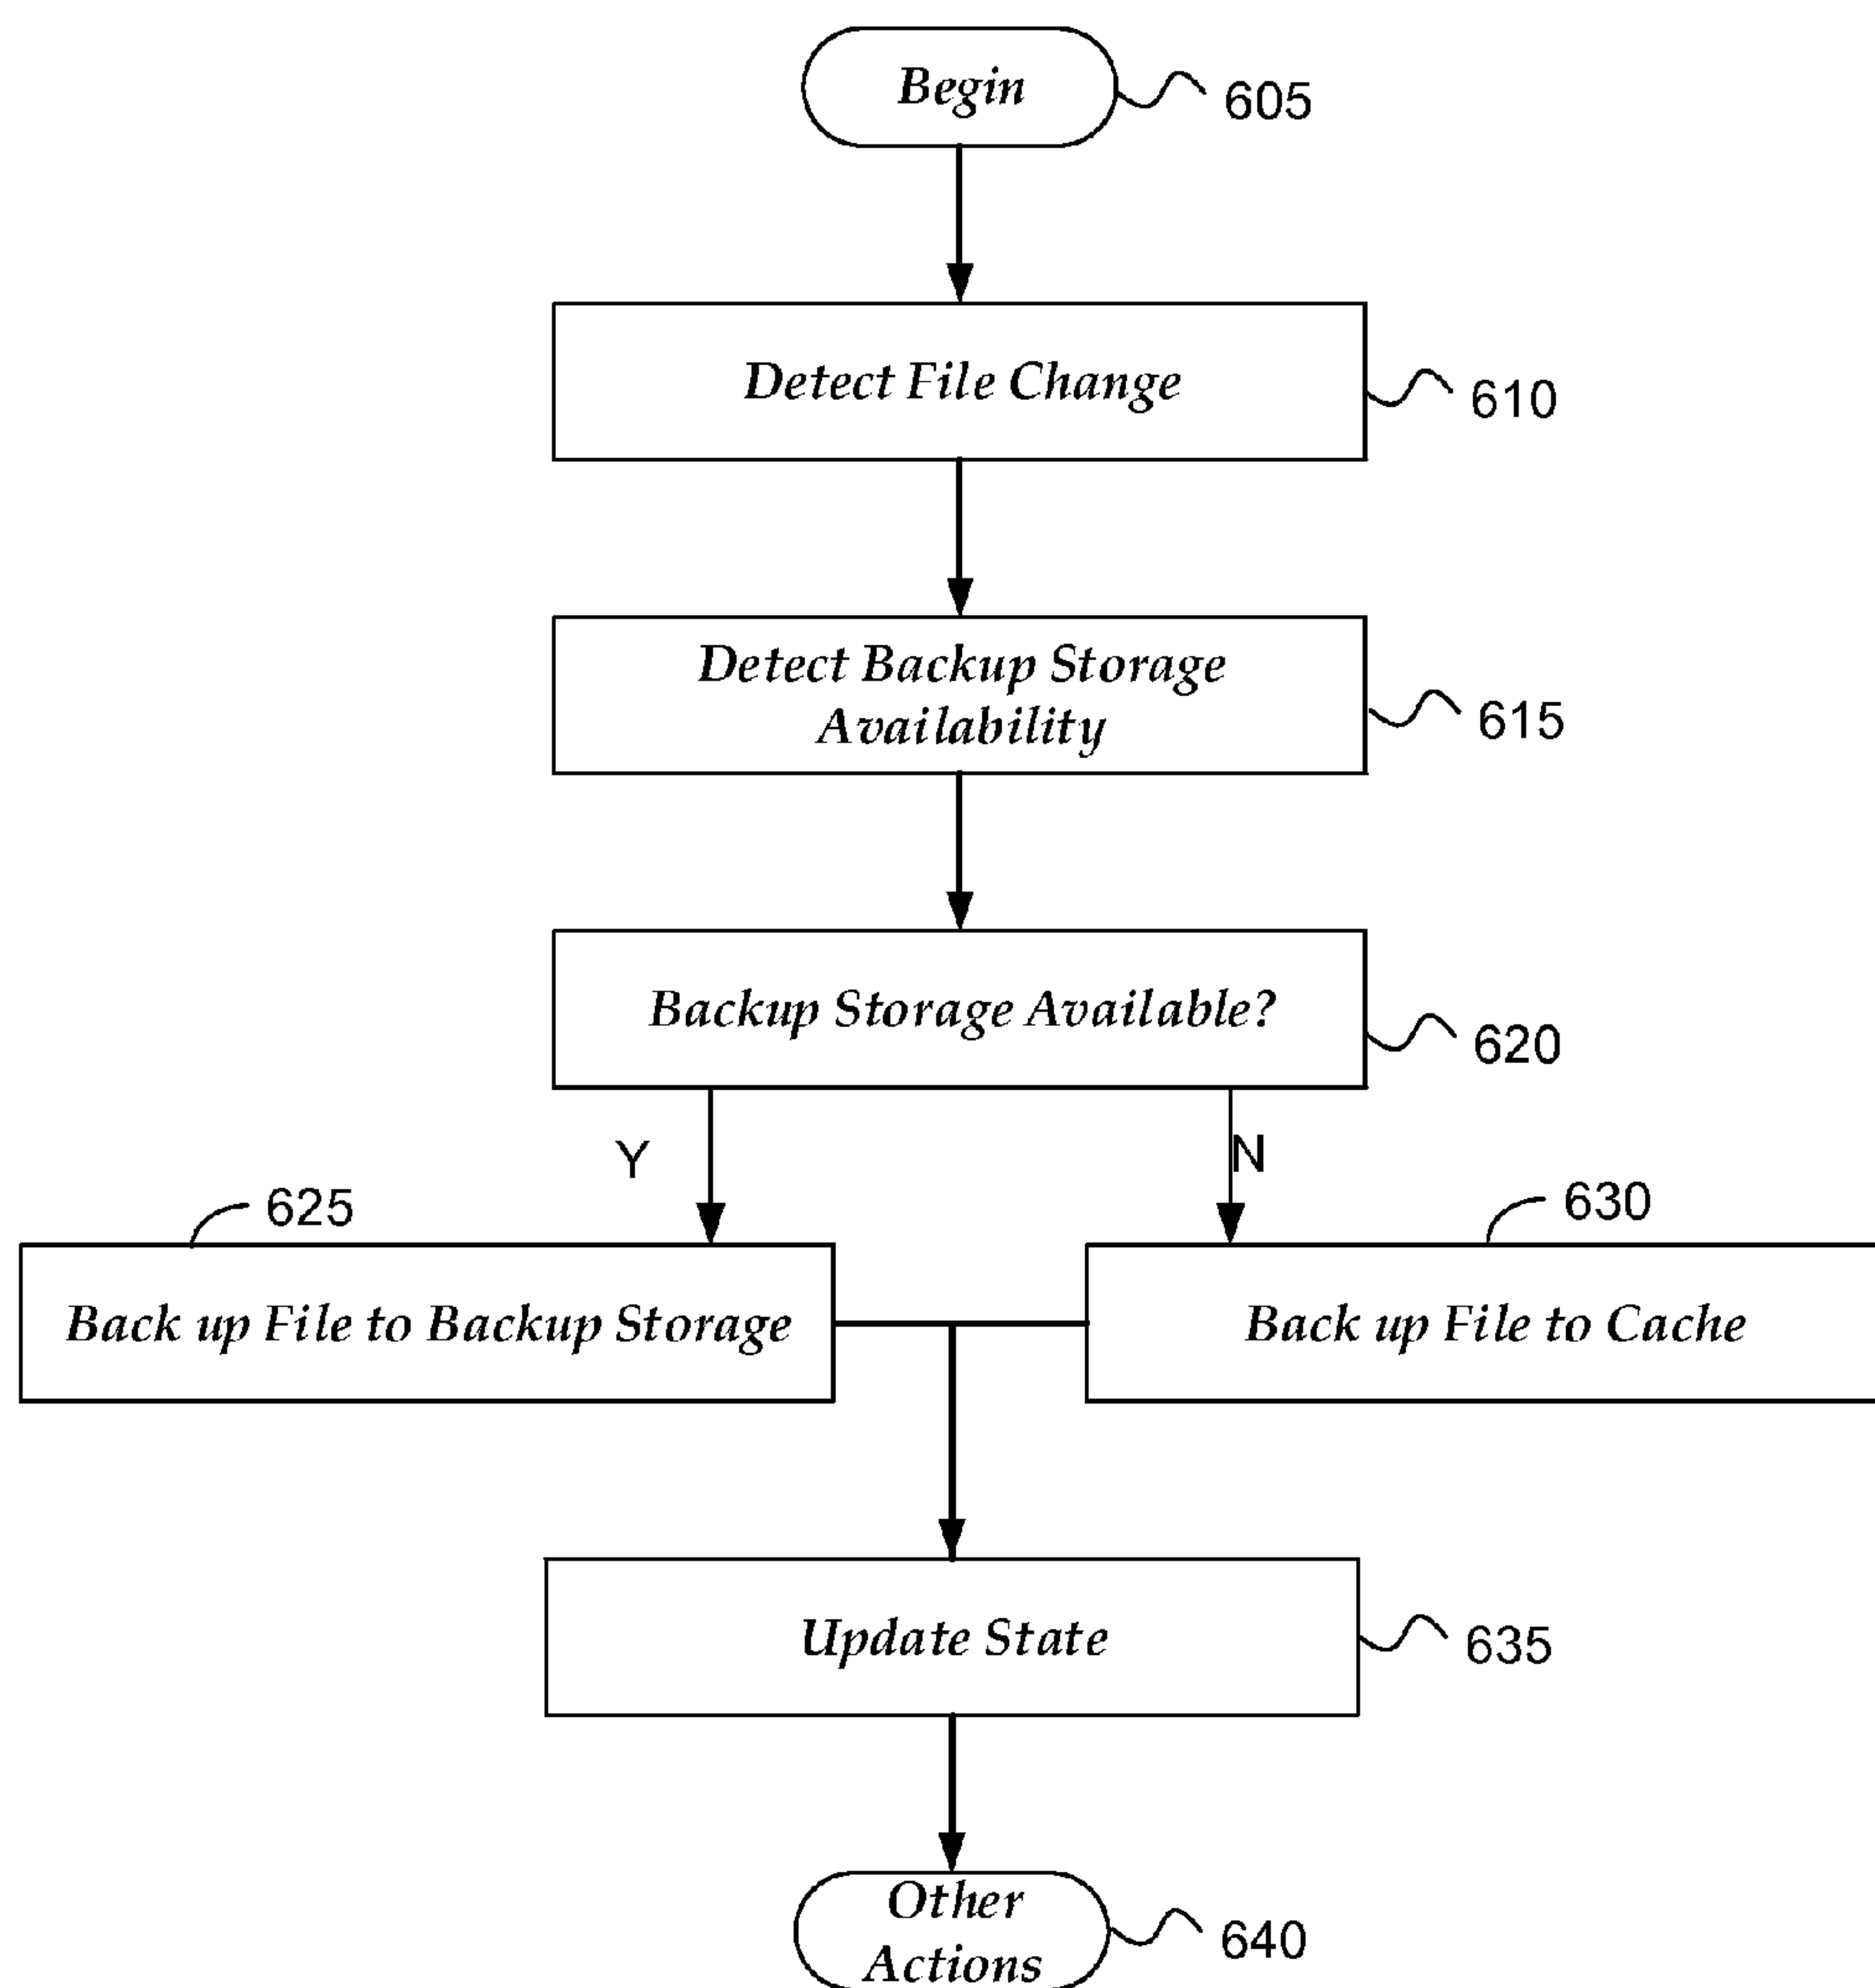 Begin
605
Detect File Change
610
Detect Backup Storage
Availability
615
Backup Storage Available?
620
Y
N
625
630
Back up File to Backup Storage
Back up File to Cache
Update State
635
Other
Actions
640